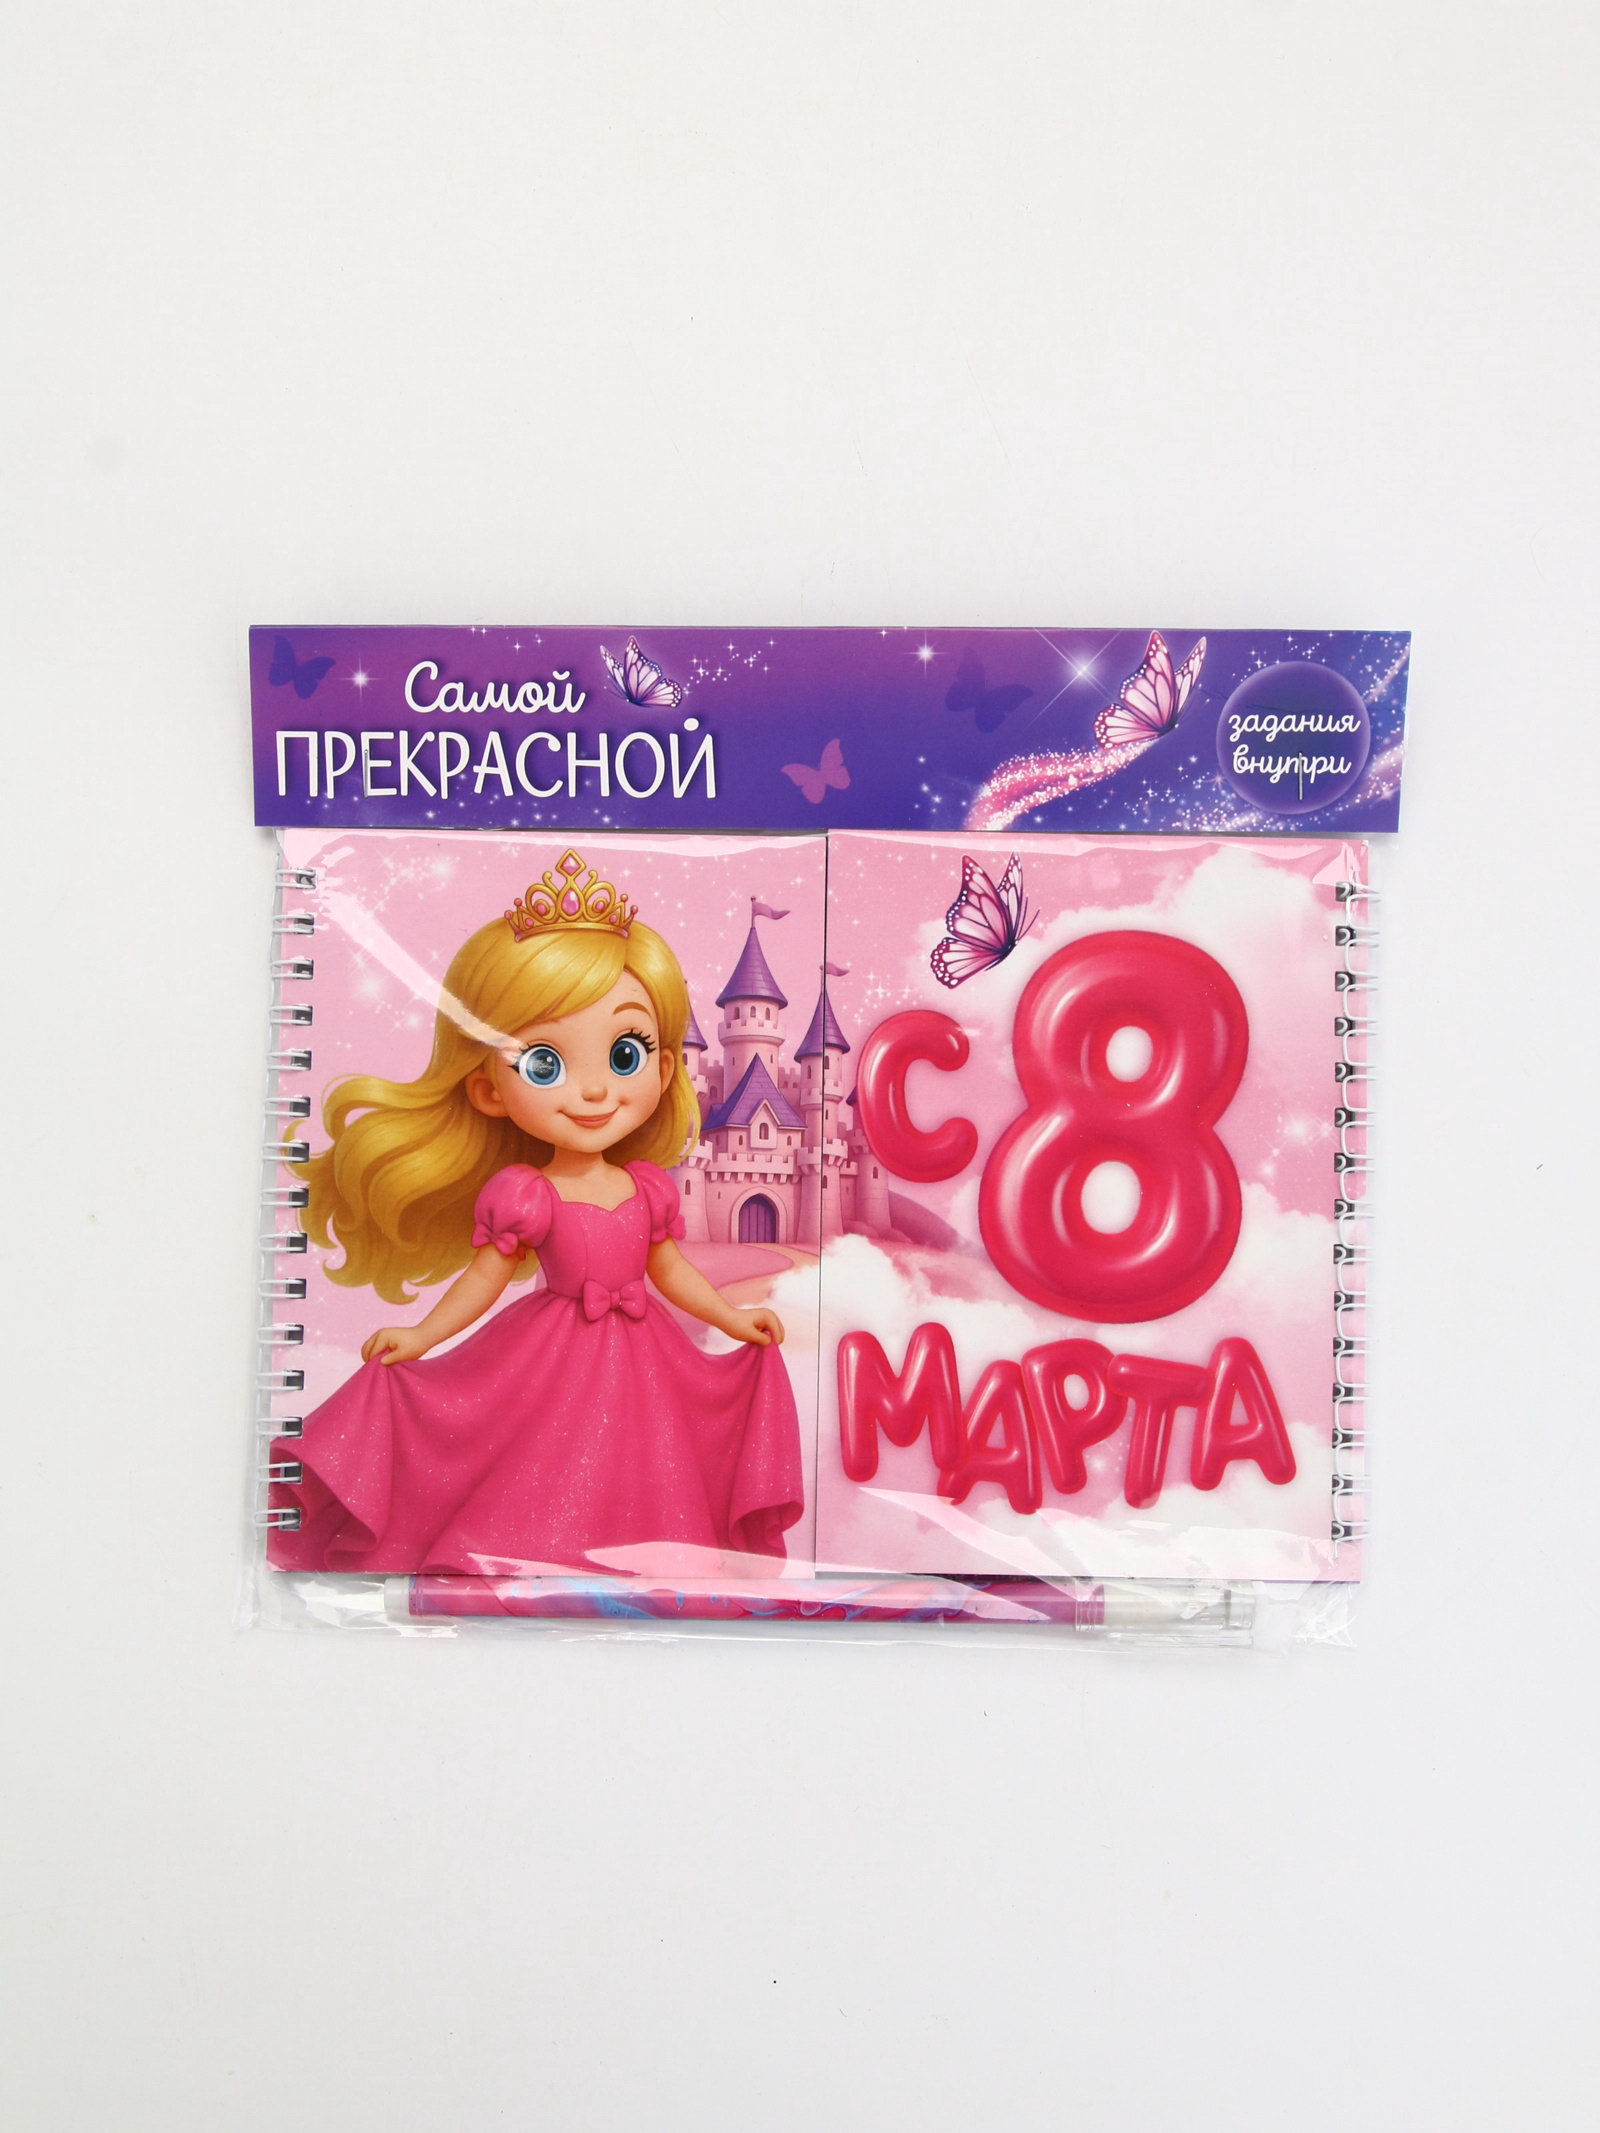 Самой
ПРЕКРАСНОЙ
задания
внутри
С 8
МАРТА